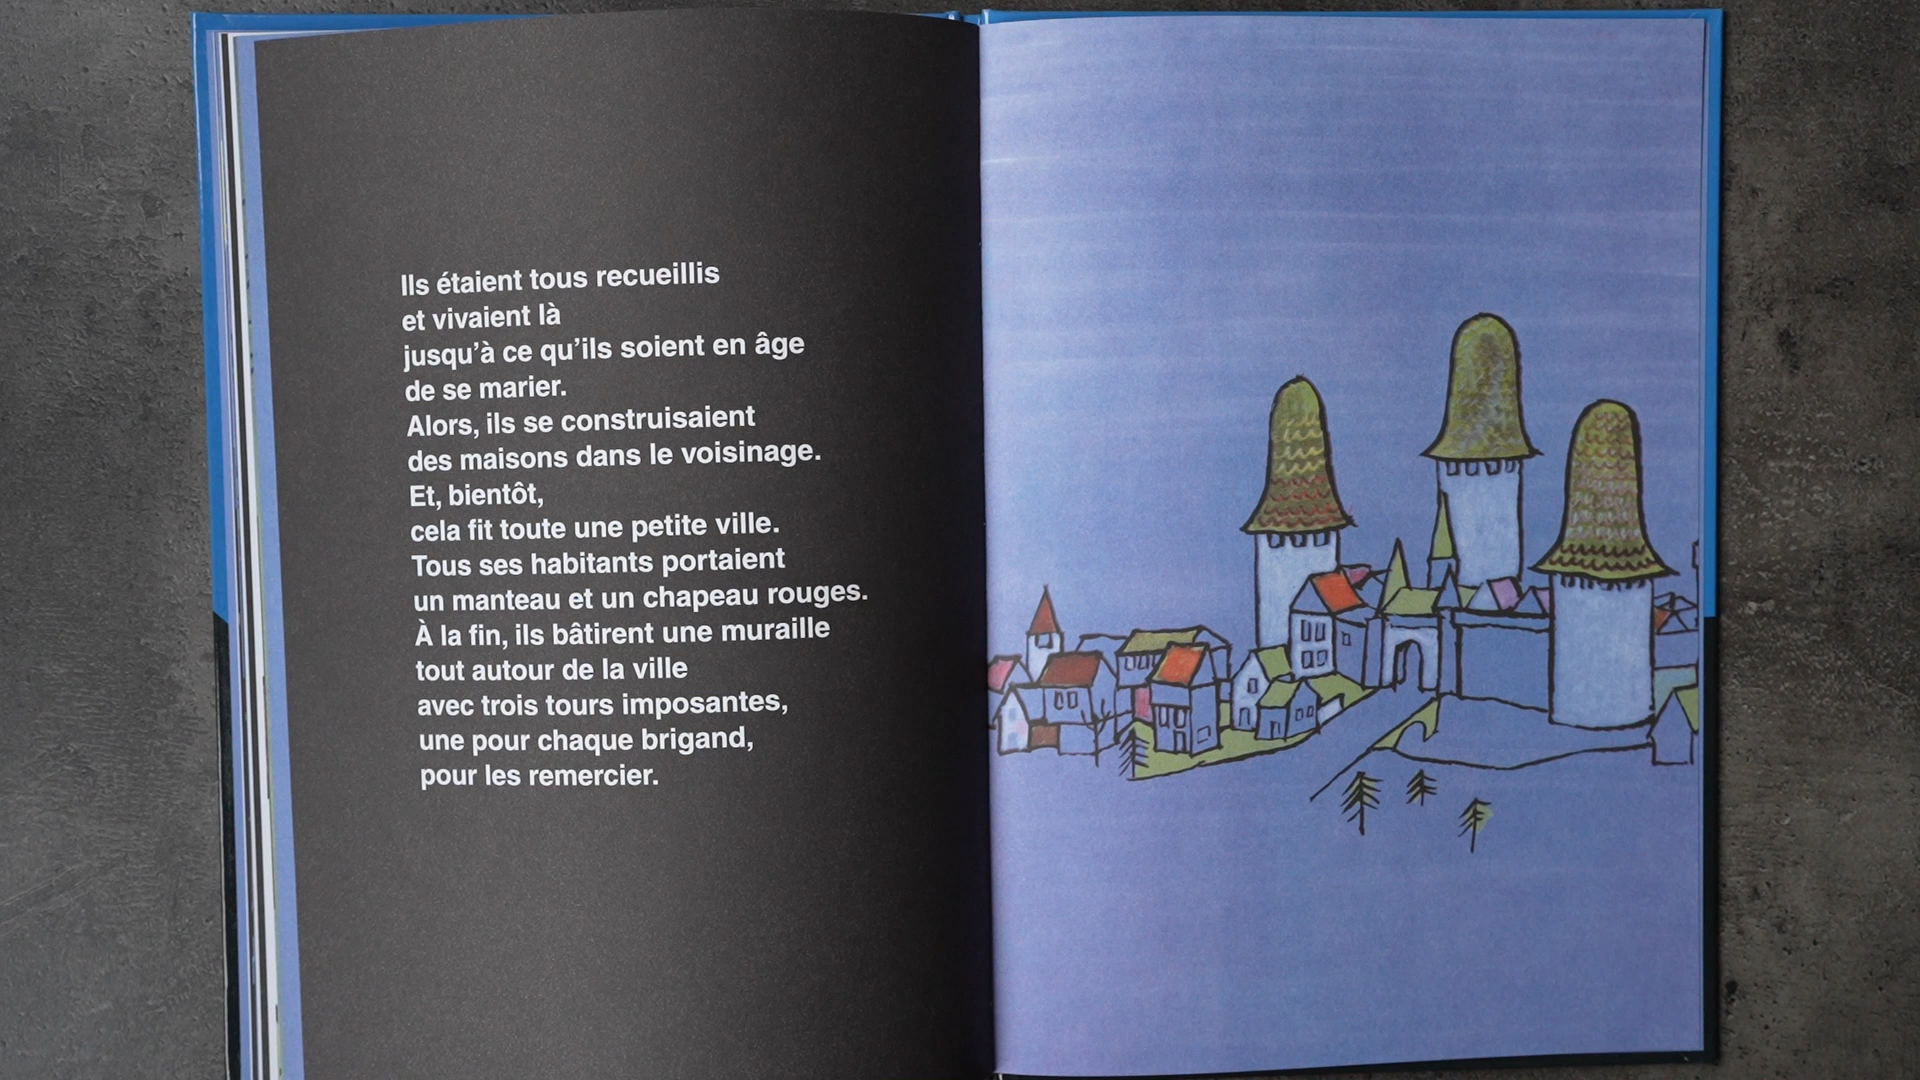 Ils étaient tous recueillis
et vivaient là
jusqu’à ce qu’ils soient en âge
de se marier.
Alors, ils se construisaient
des maisons dans le voisinage.
Et, bientôt,
cela fit toute une petite ville.
Tous ses habitants portaient
un manteau et un chapeau rouges.
À la fin, ils bâtirent une muraille
tout autour de la ville
avec trois tours imposantes,
une pour chaque brigand,
pour les remercier.